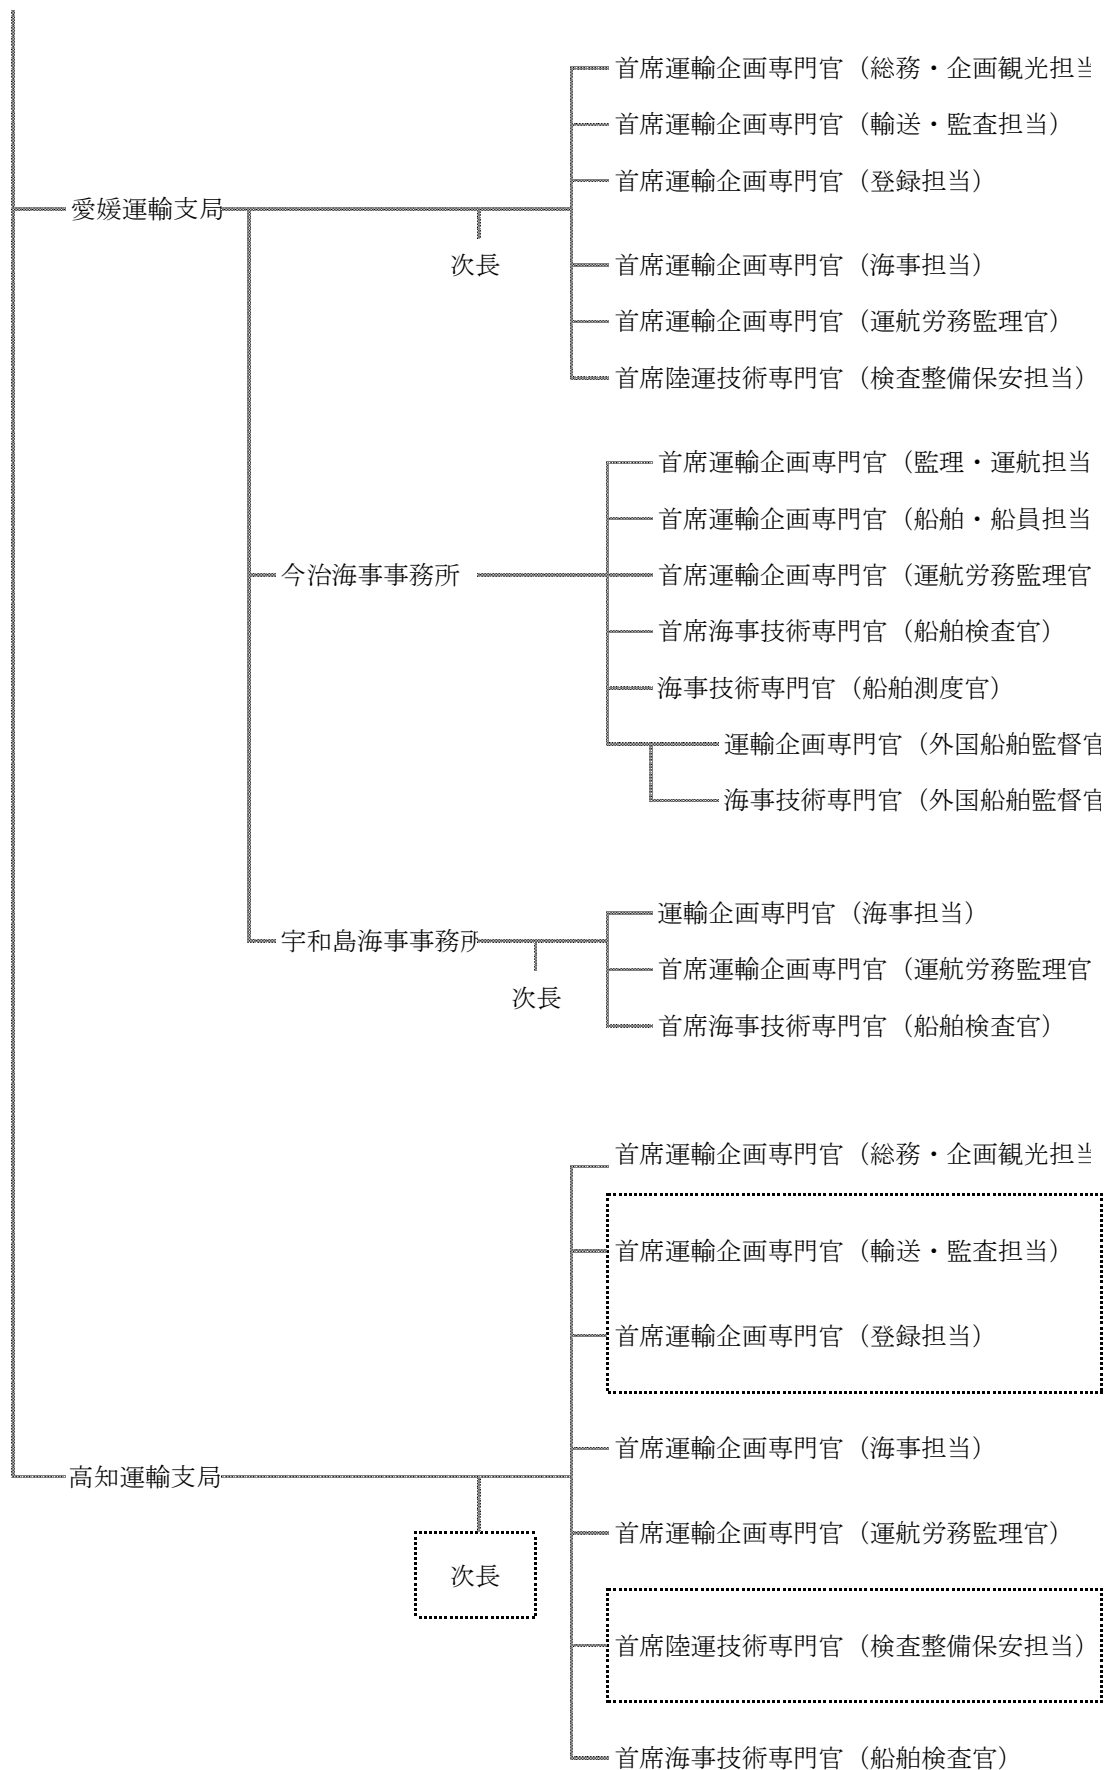 首席運輸企画専門官（総務・企画観光担当
首席運輸企画専門官（輸送・監査担当）
首席運輸企画専門官（登録担当）
愛媛運輸支局
次長
首席運輸企画専門官（海事担当）
首席運輸企画専門官（運航労務監理官）
首席陸運技術専門官（検査整備保安担当）
首席運輸企画専門官（監理・運航担当
首席運輸企画専門官（船舶・船員担当
今治海事事務所
首席運輸企画専門官（運航労務監理官
首席海事技術専門官（船舶検査官）
海事技術専門官（船舶測度官）
運輸企画専門官（外国船舶監督官
海事技術専門官（外国船舶監督官
運輸企画専門官（海事担当）
宇和島海事事務所
首席運輸企画専門官（運航労務監理官
次長
首席海事技術専門官（船舶検査官）
首席運輸企画専門官（総務・企画観光担当
首席運輸企画専門官（輸送・監査担当）
首席運輸企画専門官（登録担当）
首席運輸企画専門官（海事担当）
高知運輸支局
首席運輸企画専門官（運航労務監理官）
次長
首席陸運技術専門官（検査整備保安担当）
首席海事技術専門官（船舶検査官）